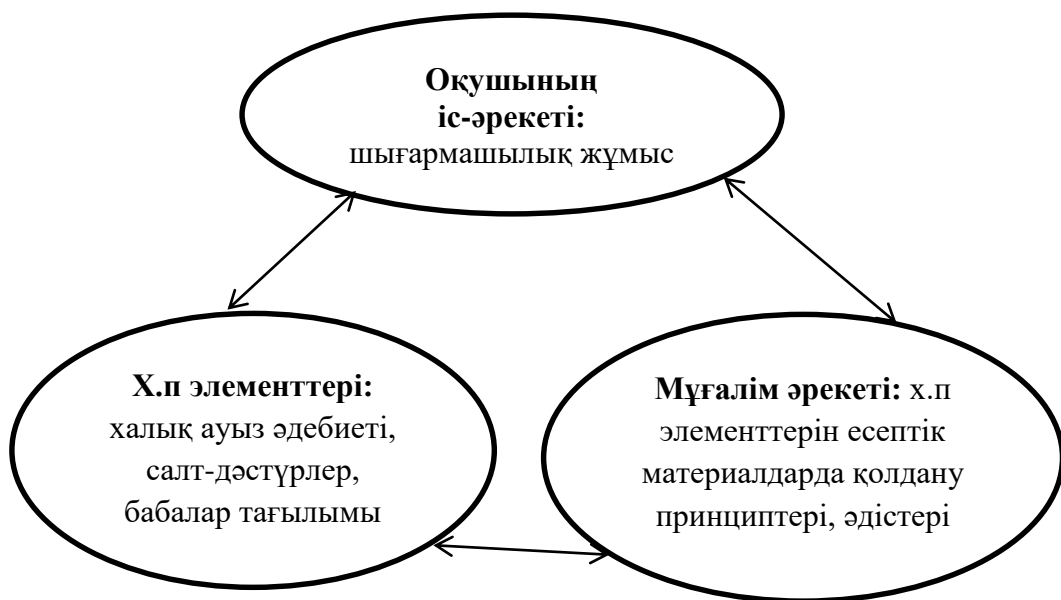 Оқушының
іс-әрекеті:
шығармашылық жұмыс
Х.п элементтері:
халық ауыз әдебиеті,
салт-дәстүрлер,
бабалар тағылымы
Мұғалім әрекеті: х.п
элементтерін есептік
материалдарда қолдану
принциптері, әдістері